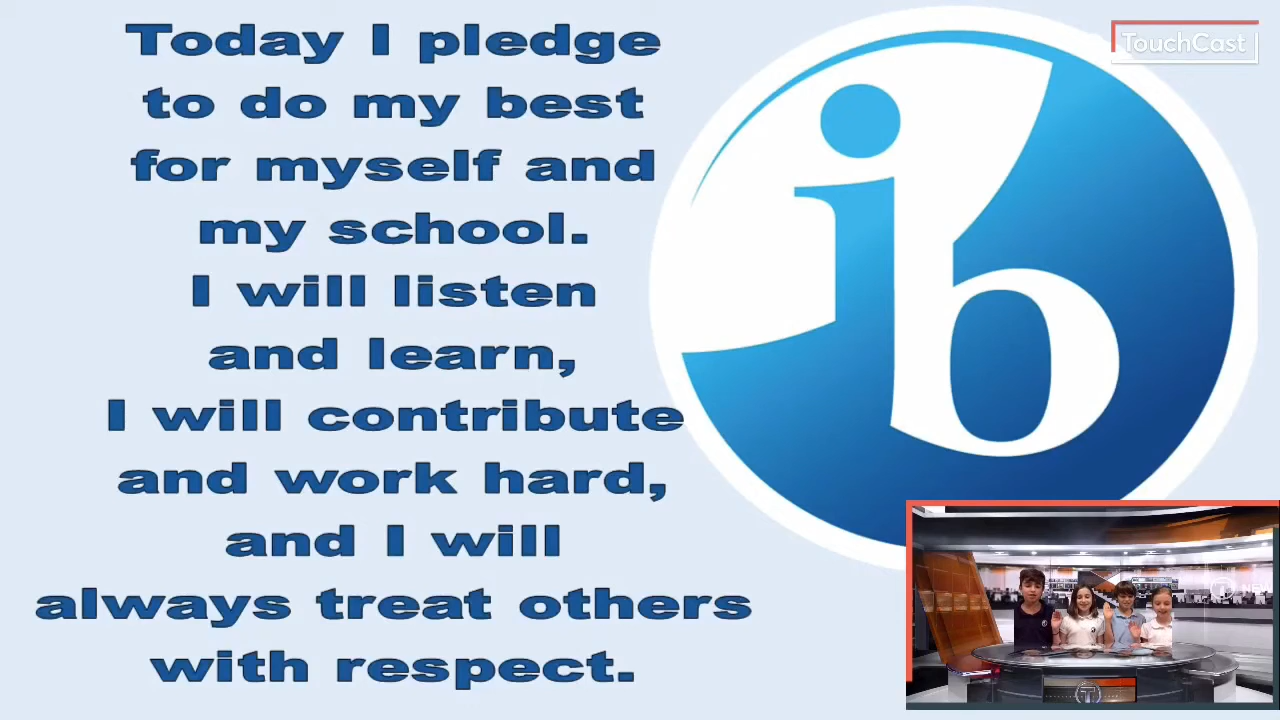 Today I pledge
to do my best
for myself and
my school.
I will listen
and learn,
I will contribute
and work hard,
and I will
always treat others
with respect.
ib
TouchCast
T